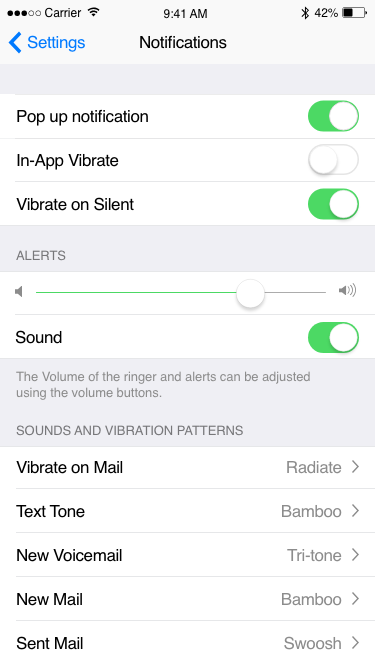 Carrier 9:41 AM 42%
Settings Notifications
Pop up notification
In-App Vibrate
Vibrate on Silent
ALERTS
Sound
The Volume of the ringer and alerts can be adjusted
using the volume buttons.
SOUNDS AND VIBRATION PATTERNS
Vibrate on Mail Radiate
Text Tone Bamboo
New Voicemail Tri-tone
New Mail Bamboo
Sent Mail Swoosh